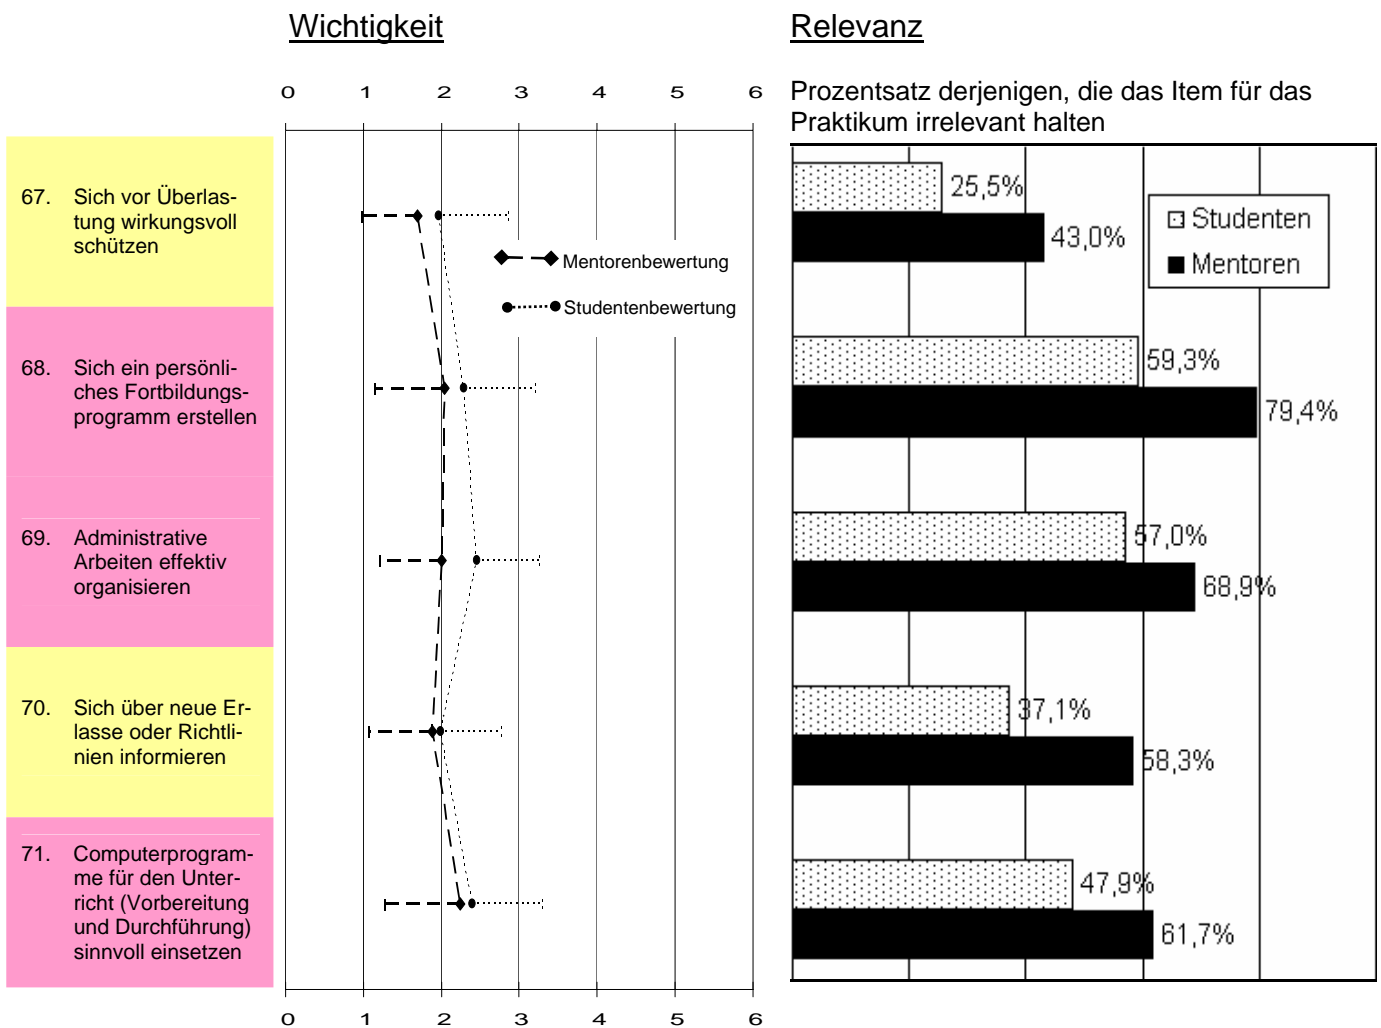 Wichtigkeit
Relevanz
0 1 2 3 4 5 6
Prozentsatz derjenigen, die das Item für das
Praktikum irrelevant halten
67. Sich vor Überlas-
tung wirkungsvoll
schützen
68. Sich ein persönli-
ches Fortbildungs-
programm erstellen
69. Administrative
Arbeiten effektiv
organisieren
70. Sich über neue Er-
lasse oder Richtli-
nien informieren
71. Computerprogram-
me für den Unter-
richt (Vorbereitung
und Durchführung)
sinnvoll einsetzen
Mentorenbewertung
Studentenbewertung
0 1 2 3 4 5 6
25,5%
43,0%
Studenten
Mentoren
59,3%
79,4%
57,0%
68,9%
37,1%
58,3%
47,9%
61,7%